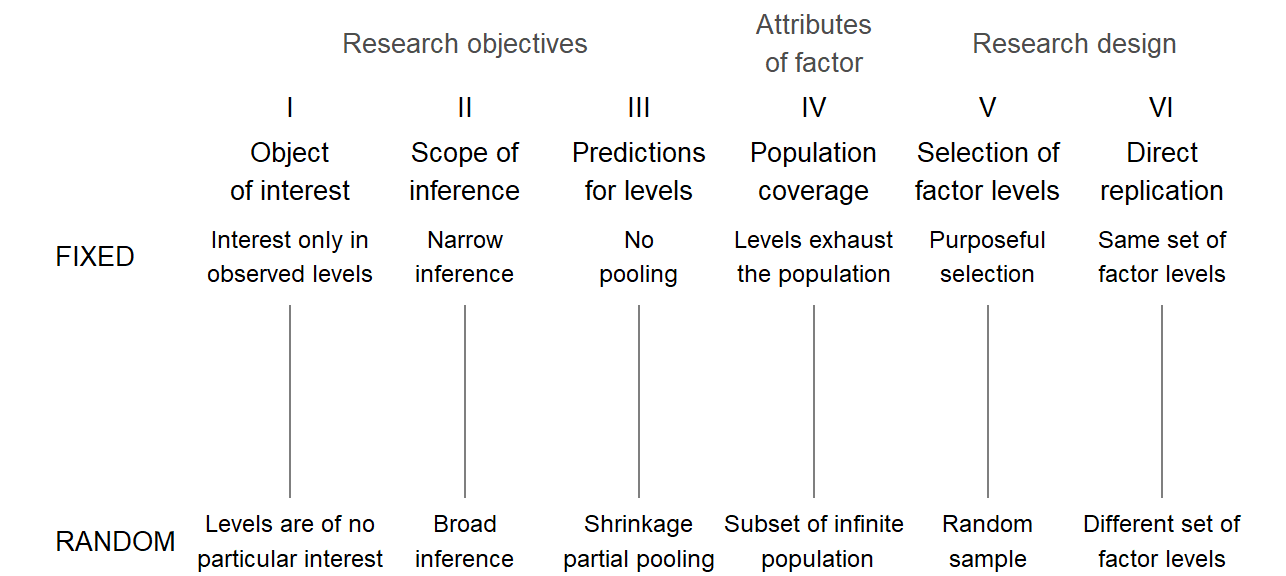 Research objectives
Attributes
of factor
Research design
I
II
III
IV
V
VI
Object
of interest
Scope of
inference
Predictions
for levels
Population
coverage
Selection of
factor levels
Direct
replication
FIXED
Interest only in
observed levels
Narrow
inference
No
pooling
Levels exhaust
the population
Purposeful
selection
Same set of
factor levels
RANDOM
Levels are of no
particular interest
Broad
inference
Shrinkage
partial pooling
Subset of infinite
population
Random
sample
Different set of
factor levels